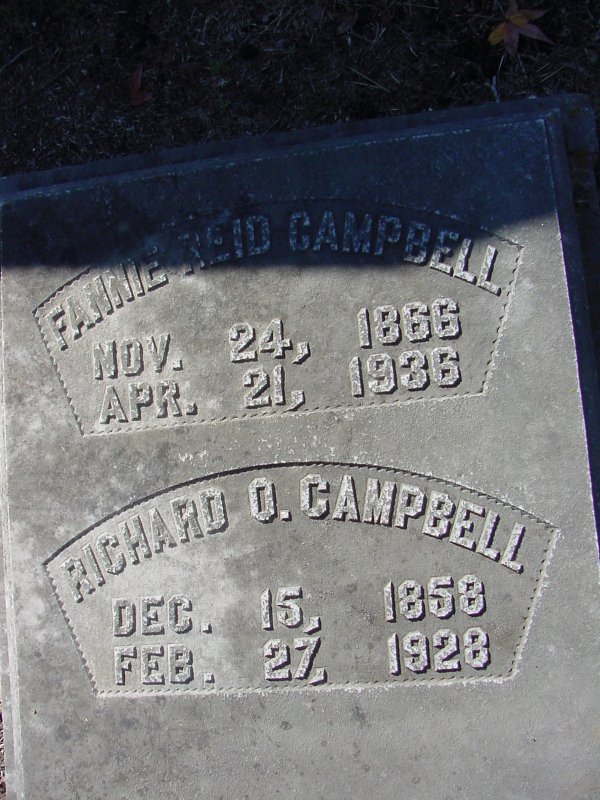 FANNIE REID CAMPBELL
NOV. 24, 1866
APR. 21, 1936
RICHARD O. CAMPBELL
DEC. 15, 1858
FEB. 27, 1928